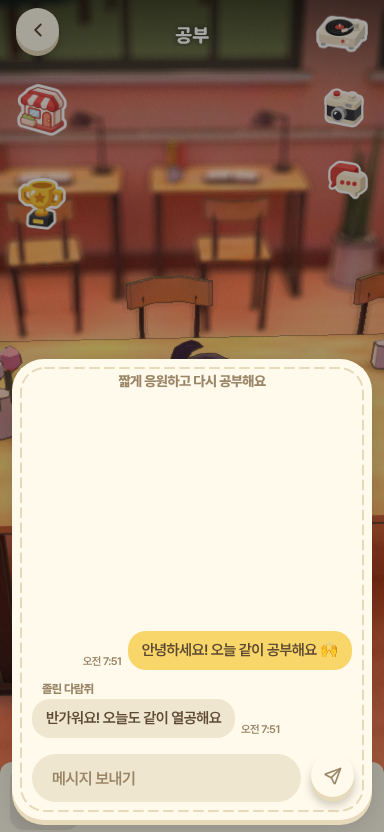 공부
짧게 응원하고 다시 공부해요
안녕하세요! 오늘 같이 공부해요 🙌
오전 7:51
졸린 다람쥐
반가워요! 오늘도 같이 열공해요
오전 7:51
메시지 보내기